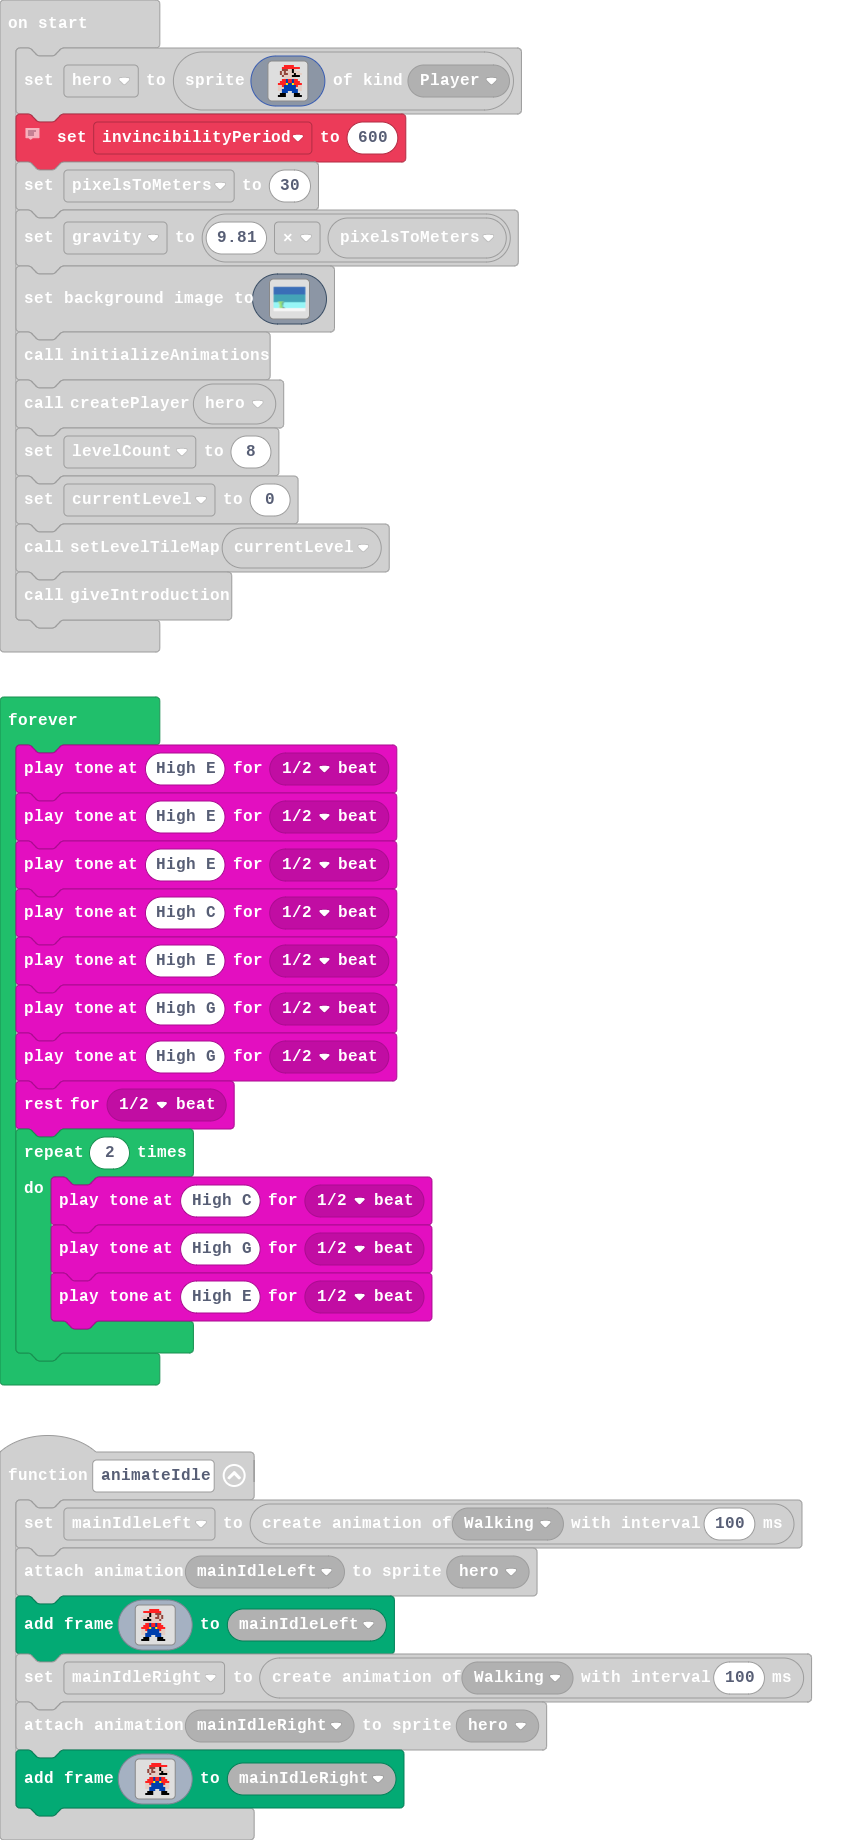 on start
set hero to sprite of kind Player
set invincibilityPeriod to 600
set pixelsToMeters to 30
set gravity to 9.81 × pixelsToMeters
set background image to
call initializeAnimations
call createPlayer hero
set levelCount to 8
set currentLevel to 0
call setLevelTileMap currentLevel
call giveIntroduction
forever
play tone at High E for 1/2 beat
play tone at High E for 1/2 beat
play tone at High E for 1/2 beat
play tone at High C for 1/2 beat
play tone at High E for 1/2 beat
play tone at High G for 1/2 beat
play tone at High G for 1/2 beat
rest for 1/2 beat
repeat 2 times
do
play tone at High C for 1/2 beat
play tone at High G for 1/2 beat
play tone at High E for 1/2 beat
function animateIdle
set mainIdleLeft to create animation of Walking with interval 100 ms
attach animation mainIdleLeft to sprite hero
add frame to mainIdleLeft
set mainIdleRight to create animation of Walking with interval 100 ms
attach animation mainIdleRight to sprite hero
add frame to mainIdleRight